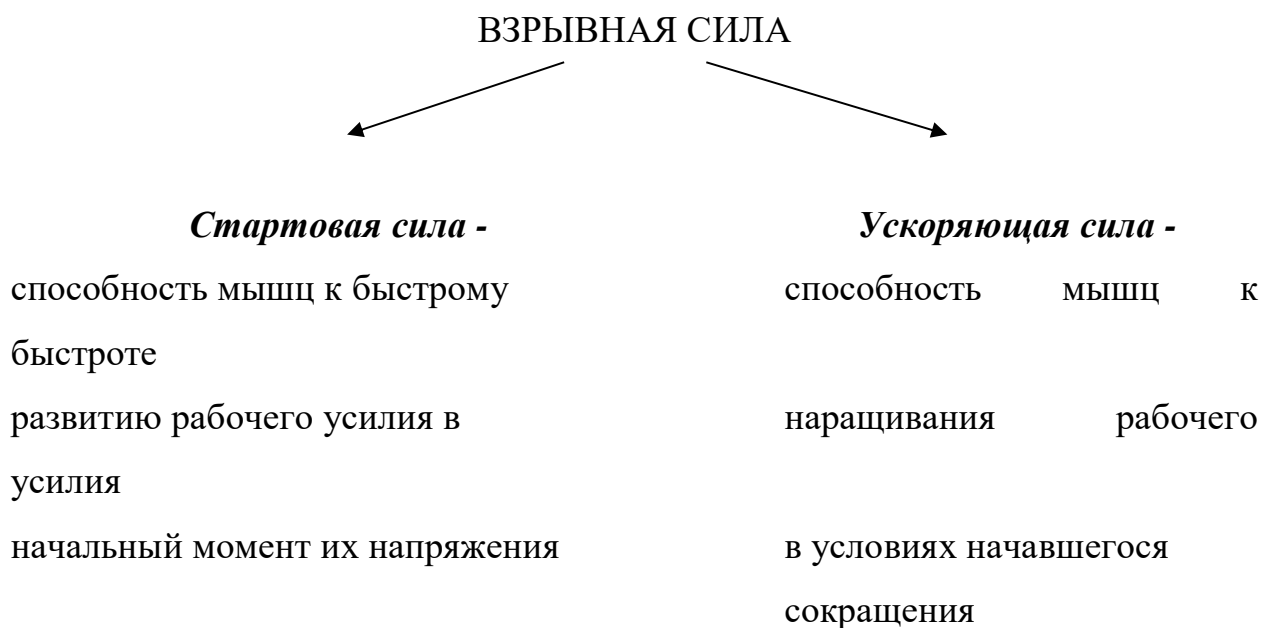 ВЗРЫВНАЯ СИЛА
Стартовая сила -
способность мышц к быстрому
быстроте
развитию рабочего усилия в
усилия
начальный момент их напряжения
Ускоряющая сила -
способность мышц к
наращивания рабочего
в условиях начавшегося
сокращения